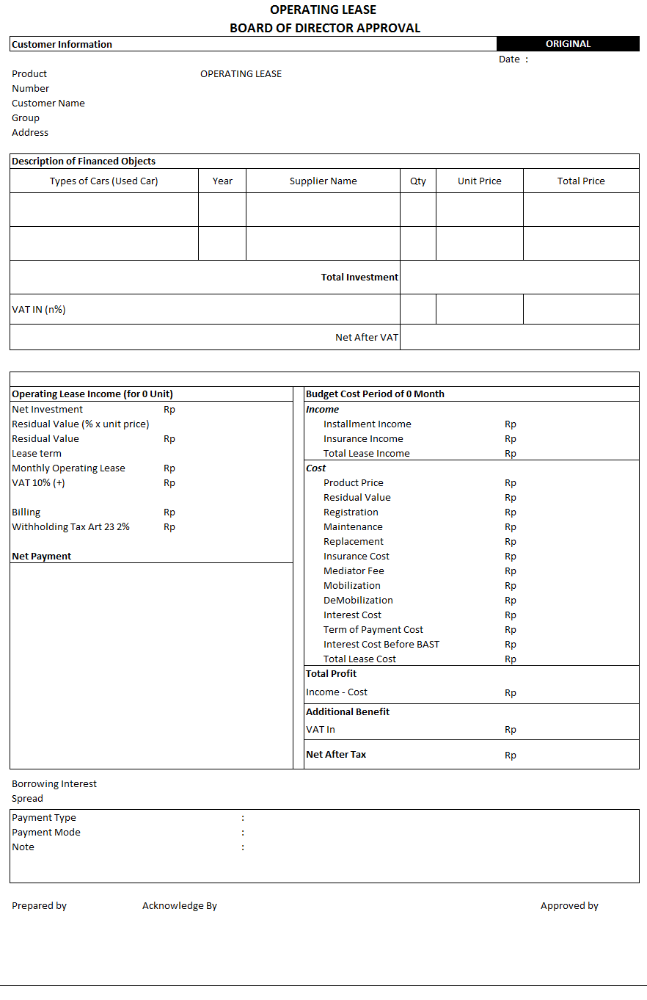 OPERATING LEASE
BOARD OF DIRECTOR APPROVAL
Customer Information ORIGINAL
Date :
Product OPERATING LEASE
Number
Customer Name
Group
Address
Description of Financed Objects
Types of Cars (Used Car) Year Supplier Name Qty Unit Price Total Price
Total Investment
VAT IN (n%)
Net After VAT
Operating Lease Income (for 0 Unit)
Net Investment Rp
Residual Value (% x unit price)
Residual Value Rp
Lease term
Monthly Operating Lease Rp
VAT 10% (+) Rp
Billing Rp
Withholding Tax Art 23 2% Rp
Net Payment
Budget Cost Period of 0 Month
Income
Installment Income Rp
Insurance Income Rp
Total Lease Income Rp
Cost
Product Price Rp
Residual Value Rp
Registration Rp
Maintenance Rp
Replacement Rp
Insurance Cost Rp
Mediator Fee Rp
Mobilization Rp
DeMobilization Rp
Interest Cost Rp
Term of Payment Cost Rp
Interest Cost Before BAST Rp
Total Lease Cost Rp
Total Profit
Income - Cost Rp
Additional Benefit
VAT In Rp
Net After Tax Rp
Borrowing Interest
Spread
Payment Type :
Payment Mode :
Note :
Prepared by Acknowledge By Approved by